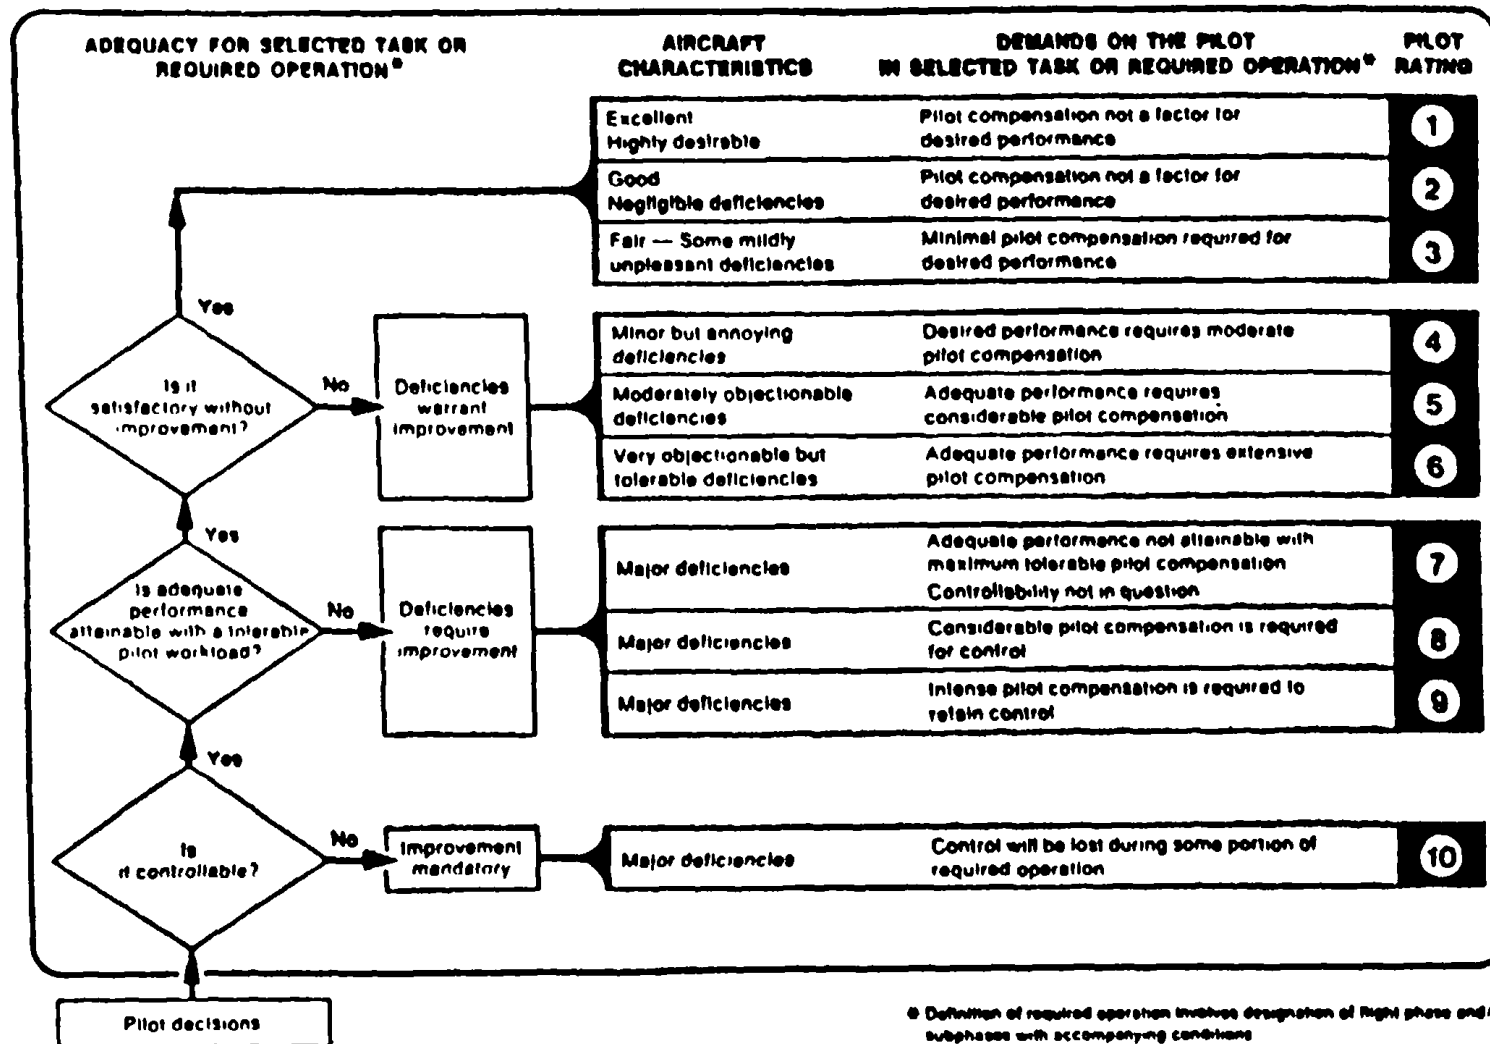 ADEQUACY FOR SELECTED TASK OR
REQUIRED OPERATION*
AIRCRAFT
CHARACTERISTICS
DEMANDS ON THE PILOT
IN SELECTED TASK OR REQUIRED OPERATION*
PILOT
RATING
Excellent
Highly desirable
Pilot compensation not a factor for
desired performance
1
Good
Negligible deficiencies
Pilot compensation not a factor for
desired performance
2
Fair — Some mildly
unpleasant deficiencies
Minimal pilot compensation required for
desired performance
3
Yes
Is it
satisfactory without
improvement?
No
Deficiencies
warrant
improvement
Minor but annoying
deficiencies
Desired performance requires moderate
pilot compensation
4
Moderately objectionable
deficiencies
Adequate performance requires
considerable pilot compensation
5
Very objectionable but
tolerable deficiencies
Adequate performance requires extensive
pilot compensation
6
Yes
Is adequate
performance
attainable with a tolerable
pilot workload?
No
Deficiencies
require
improvement
Major deficiencies
Adequate performance not attainable with
maximum tolerable pilot compensation
Controllability not in question
7
Major deficiencies
Considerable pilot compensation is required
for control
8
Major deficiencies
Intense pilot compensation is required to
retain control
9
Yes
Is
it controllable?
No
Improvement
mandatory
Major deficiencies
Control will be lost during some portion of
required operation
10
Pilot decisions
* Definition of required operation involves designation of flight phase and/
subphases with accompanying conditions